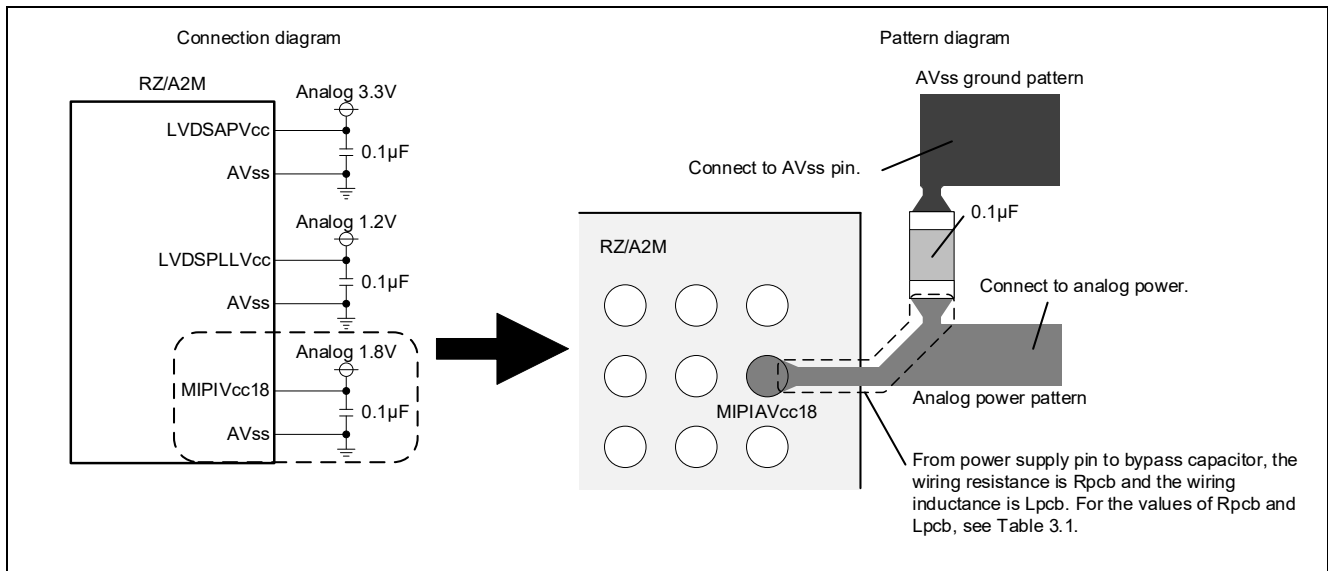 Connection diagram
RZ/A2M
Analog 3.3V
LVDSAPVcc
0.1µF
AVss
Analog 1.2V
LVDSPLLVcc
0.1µF
AVss
Analog 1.8V
MIPIVcc18
0.1µF
AVss
Pattern diagram
AVss ground pattern
Connect to AVss pin.
0.1µF
RZ/A2M
Connect to analog power.
MIPIAVcc18
Analog power pattern
From power supply pin to bypass capacitor, the
wiring resistance is Rpcb and the wiring
inductance is Lpcb. For the values of Rpcb and
Lpcb, see Table 3.1.